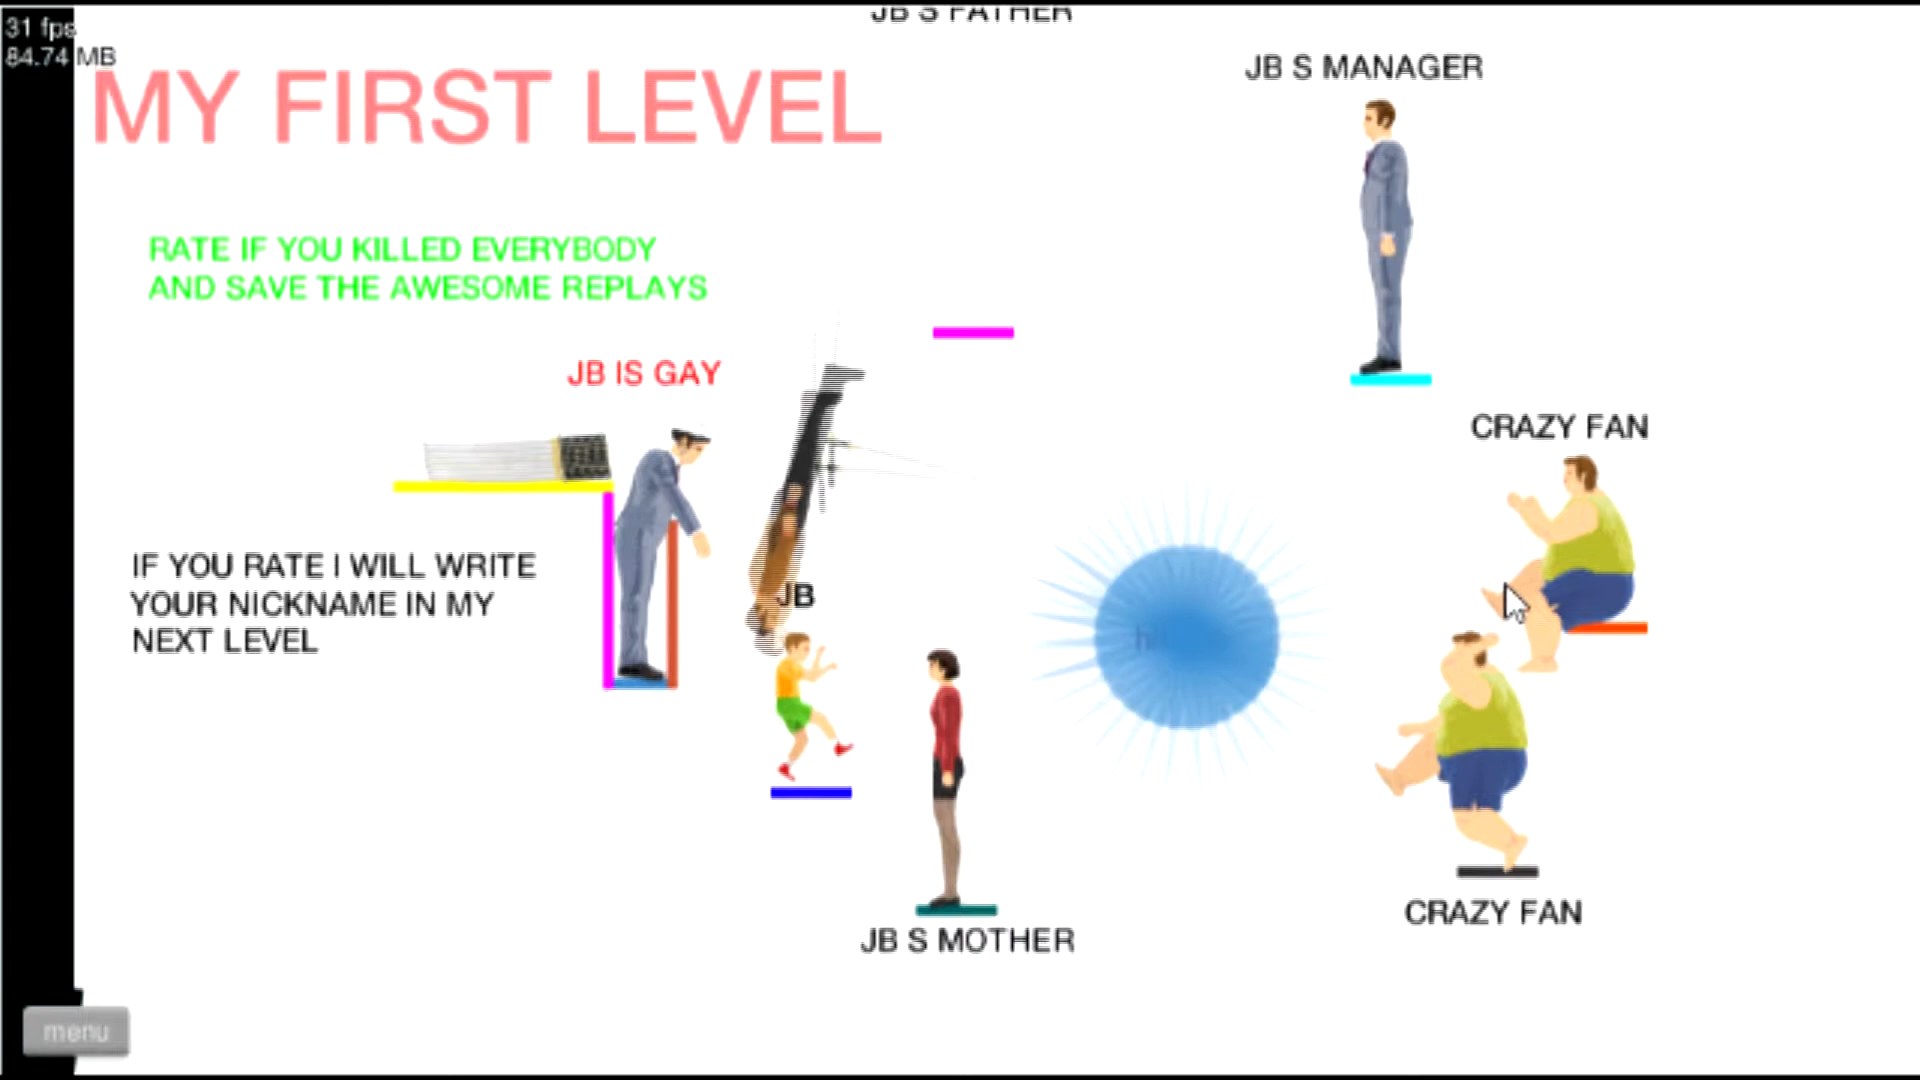 31 fps
84.74 MB
JB S FATHER
JB S MANAGER
MY FIRST LEVEL
RATE IF YOU KILLED EVERYBODY
AND SAVE THE AWESOME REPLAYS
JB IS GAY
CRAZY FAN
IF YOU RATE I WILL WRITE
YOUR NICKNAME IN MY
NEXT LEVEL
JB
CRAZY FAN
JB S MOTHER
menu